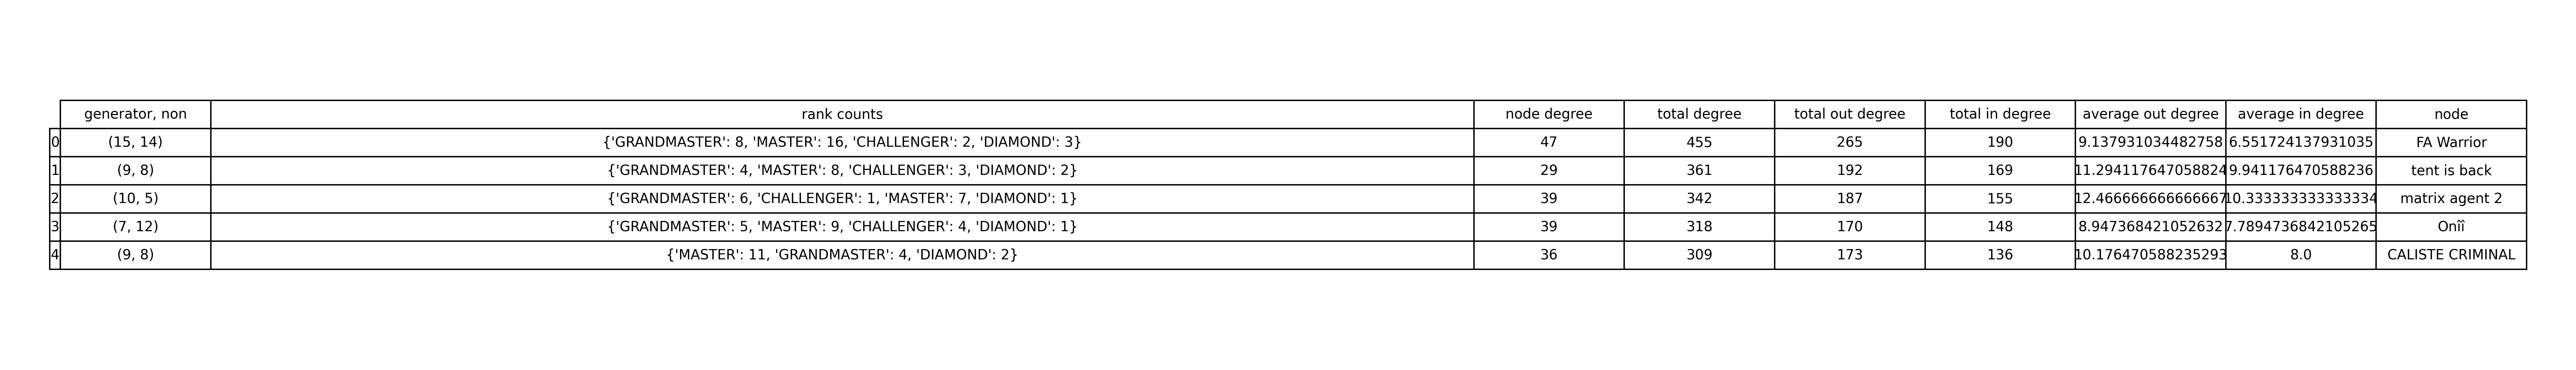 generator, non rank counts node degree total degree total out degree total in degree average out degree average in degree node
0 (15, 14) {'GRANDMASTER': 8, 'MASTER': 16, 'CHALLENGER': 2, 'DIAMOND': 3} 47 455 265 190 9.137931034482758 6.551724137931035 FA Warrior
1 (9, 8) {'GRANDMASTER': 4, 'MASTER': 8, 'CHALLENGER': 3, 'DIAMOND': 2} 29 361 192 169 11.294117647058824 9.941176470588236 tent is back
2 (10, 5) {'GRANDMASTER': 6, 'CHALLENGER': 1, 'MASTER': 7, 'DIAMOND': 1} 39 342 187 155 12.466666666666667 10.333333333333334 matrix agent 2
3 (7, 12) {'GRANDMASTER': 5, 'MASTER': 9, 'CHALLENGER': 4, 'DIAMOND': 1} 39 318 170 148 8.947368421052632 7.7894736842105265 Onîî
4 (9, 8) {'MASTER': 11, 'GRANDMASTER': 4, 'DIAMOND': 2} 36 309 173 136 10.176470588235293 8.0 CALISTE CRIMINAL